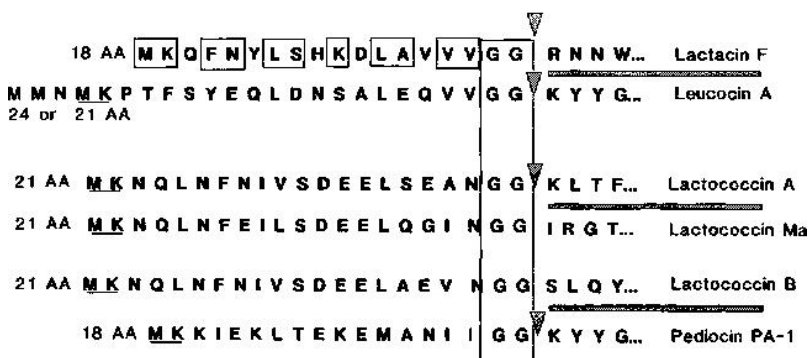 18 AA M K Q F N Y L S H K D L A V V V G G R N N W... Lactacin F
M M N M K P T F S Y E Q L D N S A L E Q V V G G K Y Y G... Leucocin A
24 or 21 AA
21 AA M K N Q L N F N I V S D E E L S E A N G G K L T F... Lactococcin A
21 AA M K N Q L N F E I L S D E E L Q G I N G G I R G T... Lactococcin Ma
21 AA M K N Q L N F N I V S D E E L A E V N G G S L Q Y... Lactococcin B
18 AA M K K I E K L T E K E M A N I I G G K Y Y G... Pediocin PA-1